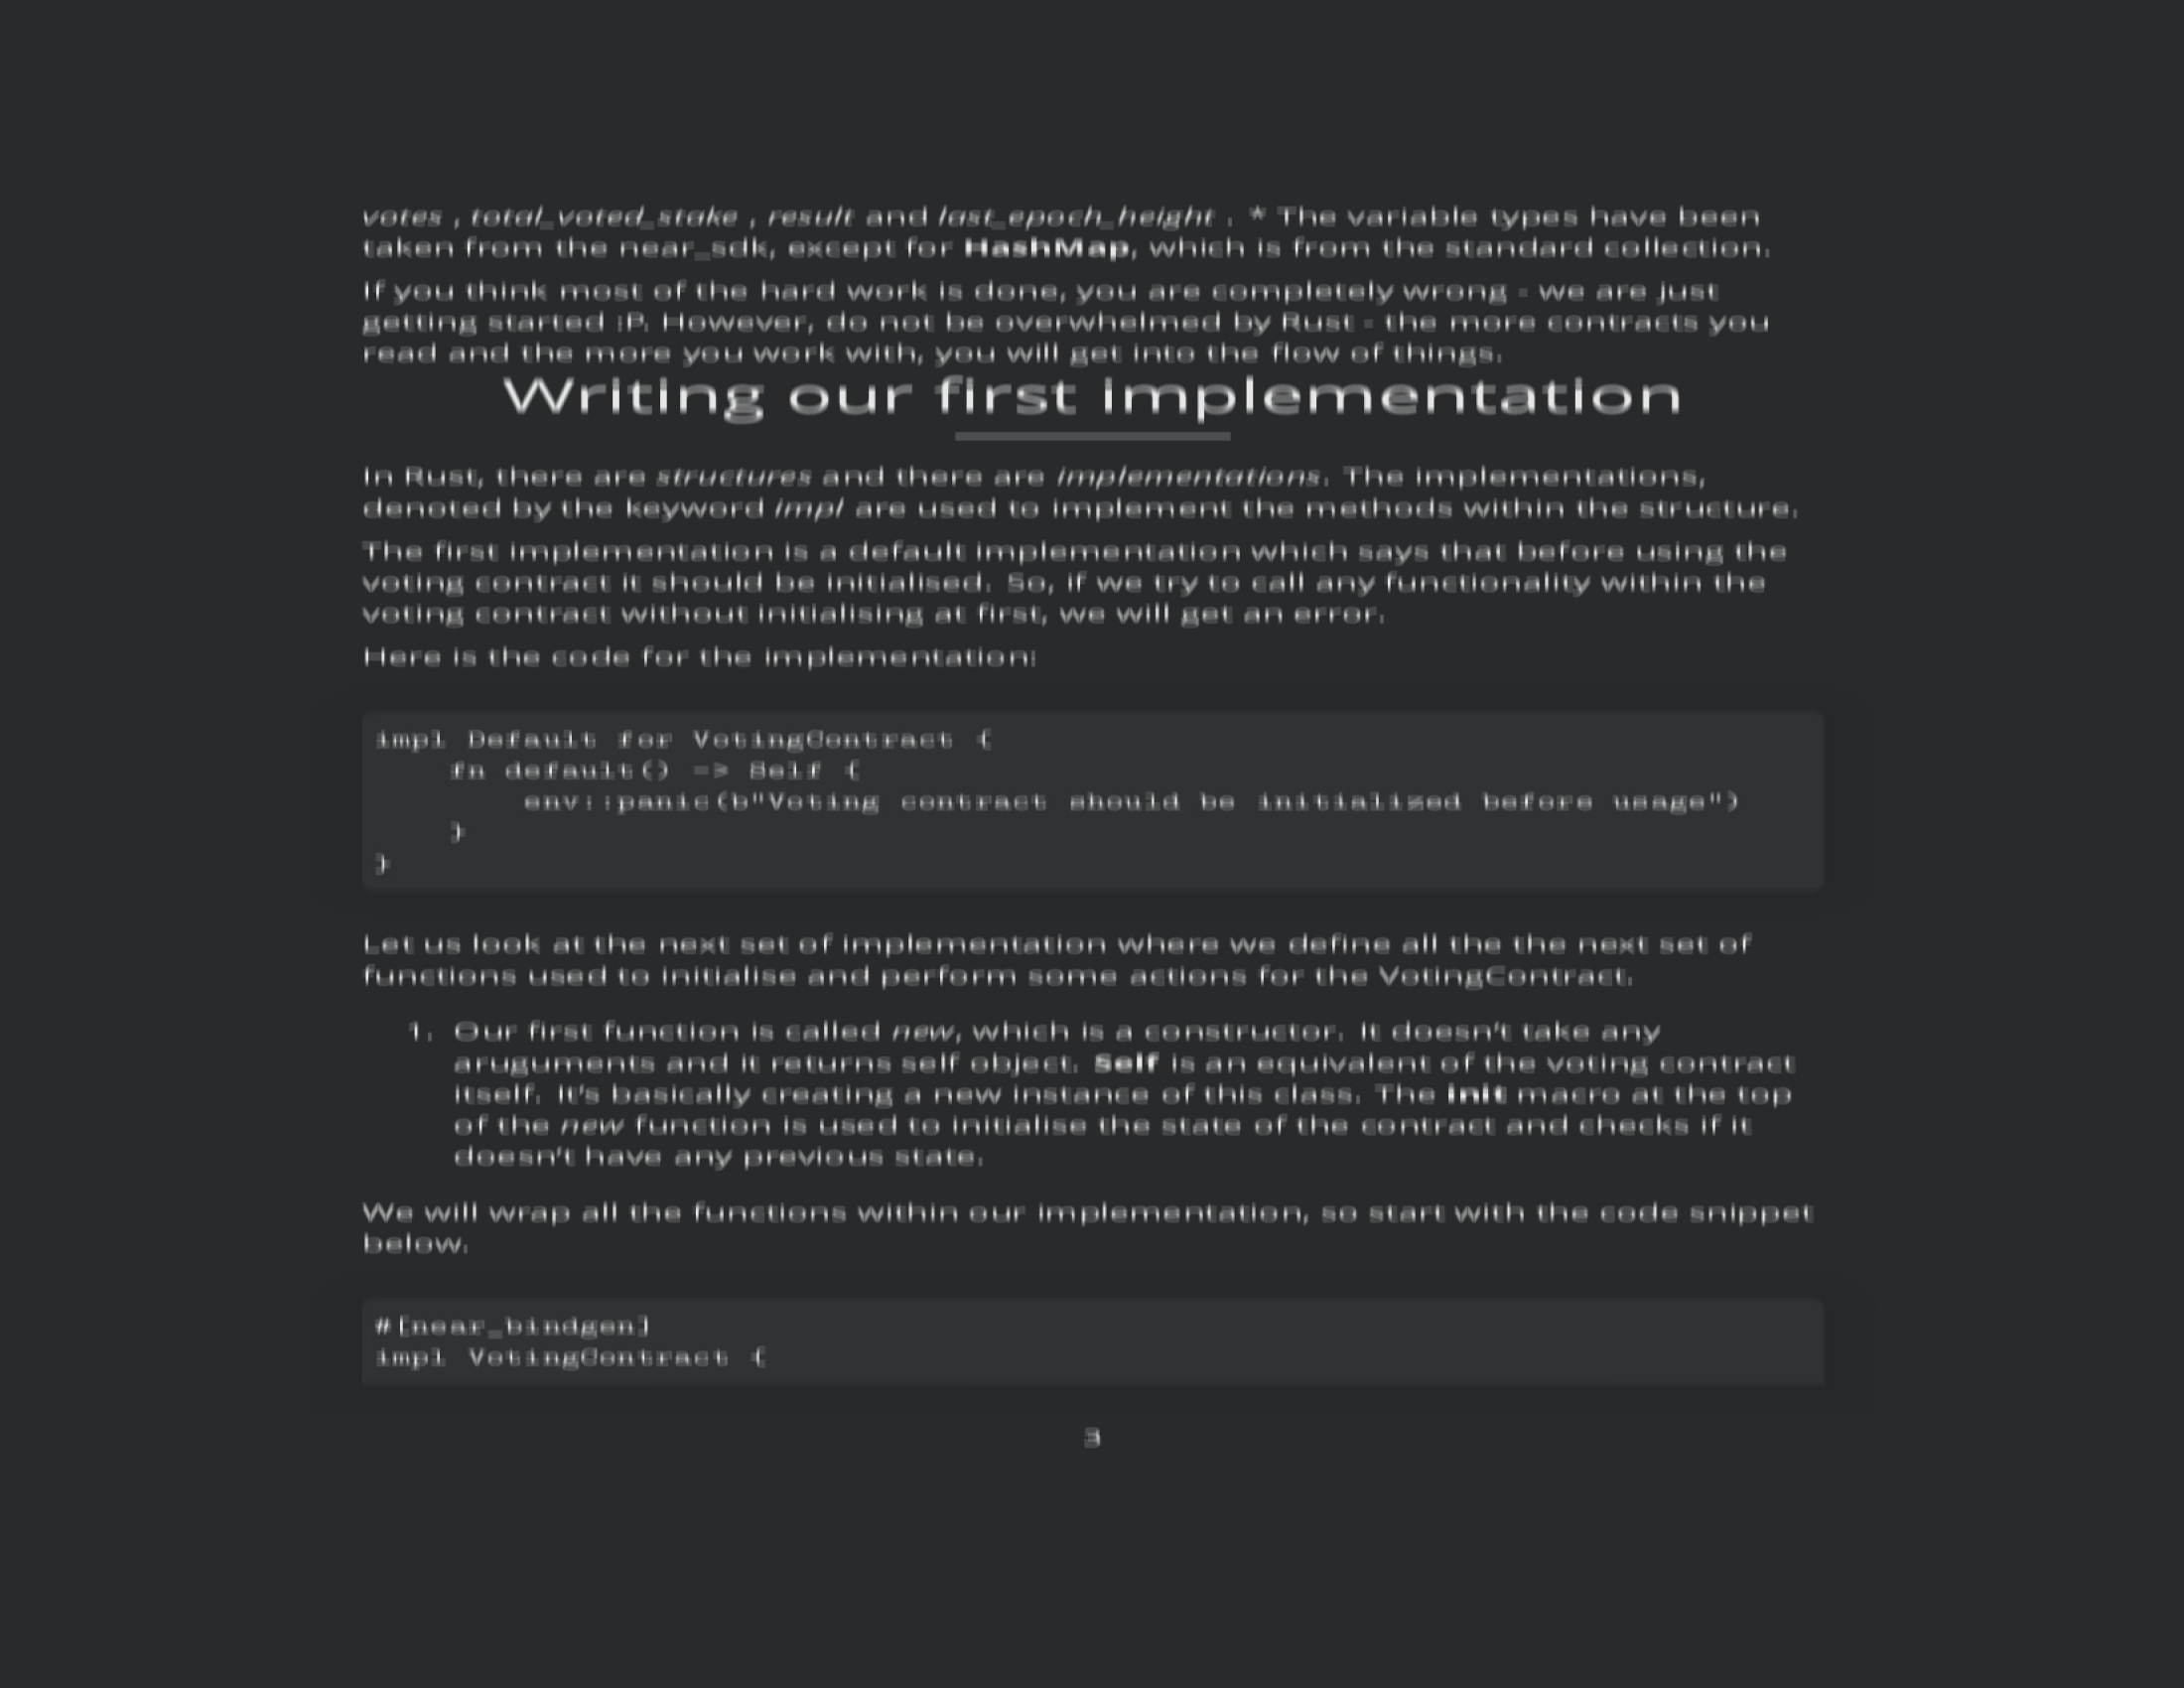 votes , total_voted_stake , result and last_epoch_height . * The variable types have been
taken from the near_sdk, except for HashMap, which is from the standard collection.
If you think most of the hard work is done, you are completely wrong - we are just
getting started :P. However, do not be overwhelmed by Rust - the more contracts you
read and the more you work with, you will get into the flow of things.
Writing our first implementation
In Rust, there are structures and there are implementations. The implementations,
denoted by the keyword impl are used to implement the methods within the structure.
The first implementation is a default implementation which says that before using the
voting contract it should be initialised. So, if we try to call any functionality within the
voting contract without initialising at first, we will get an error.
Here is the code for the implementation:
impl Default for VotingContract {
    fn default() -> Self {
        env::panic(b"Voting contract should be initialized before usage")
    }
}
Let us look at the next set of implementation where we define all the the next set of
functions used to initialise and perform some actions for the VotingContract.
1. Our first function is called new, which is a constructor. It doesn't take any
aruguments and it returns self object. Self is an equivalent of the voting contract
itself. It's basically creating a new instance of this class. The init macro at the top
of the new function is used to initialise the state of the contract and checks if it
doesn't have any previous state.
We will wrap all the functions within our implementation, so start with the code snippet
below.
#[near_bindgen]
impl VotingContract {
3